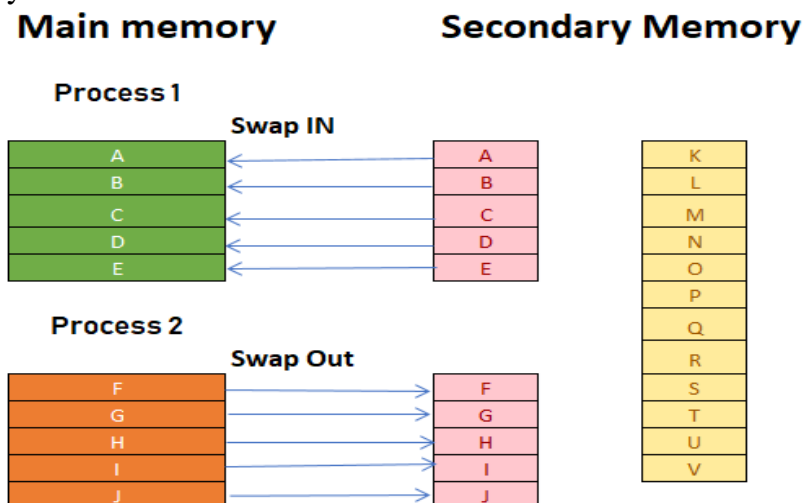 Main memory
Secondary Memory
Process 1
Swap IN
A
B
C
D
E
A
B
C
D
E
K
L
M
N
O
P
Q
R
S
T
U
V
Process 2
Swap Out
F
G
H
I
J
F
G
H
I
J